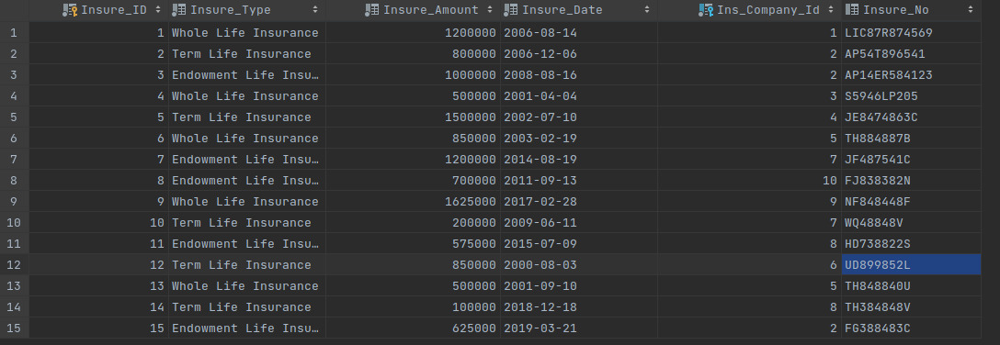 Insure_ID Insure_Type Insure_Amount Insure_Date Ins_Company_Id Insure_No
1 1 Whole Life Insurance 1200000 2006-08-14 1 LIC87R874569
2 2 Term Life Insurance 800000 2006-12-06 2 AP54T896541
3 3 Endowment Life Insu… 1000000 2008-08-16 2 AP14ER584123
4 4 Whole Life Insurance 500000 2001-04-04 3 S5946LP205
5 5 Term Life Insurance 1500000 2002-07-10 4 JE8474863C
6 6 Whole Life Insurance 850000 2003-02-19 5 TH884887B
7 7 Endowment Life Insu… 1200000 2014-08-19 7 JF487541C
8 8 Endowment Life Insu… 700000 2011-09-13 10 FJ838382N
9 9 Whole Life Insurance 1625000 2017-02-28 9 NF848448F
10 10 Term Life Insurance 200000 2009-06-11 7 WQ48848V
11 11 Endowment Life Insu… 575000 2015-07-09 8 HD738822S
12 12 Term Life Insurance 850000 2000-08-03 6 UD899852L
13 13 Whole Life Insurance 500000 2001-09-10 5 TH848840U
14 14 Term Life Insurance 100000 2018-12-18 8 TH384848V
15 15 Endowment Life Insu… 625000 2019-03-21 2 FG388483C